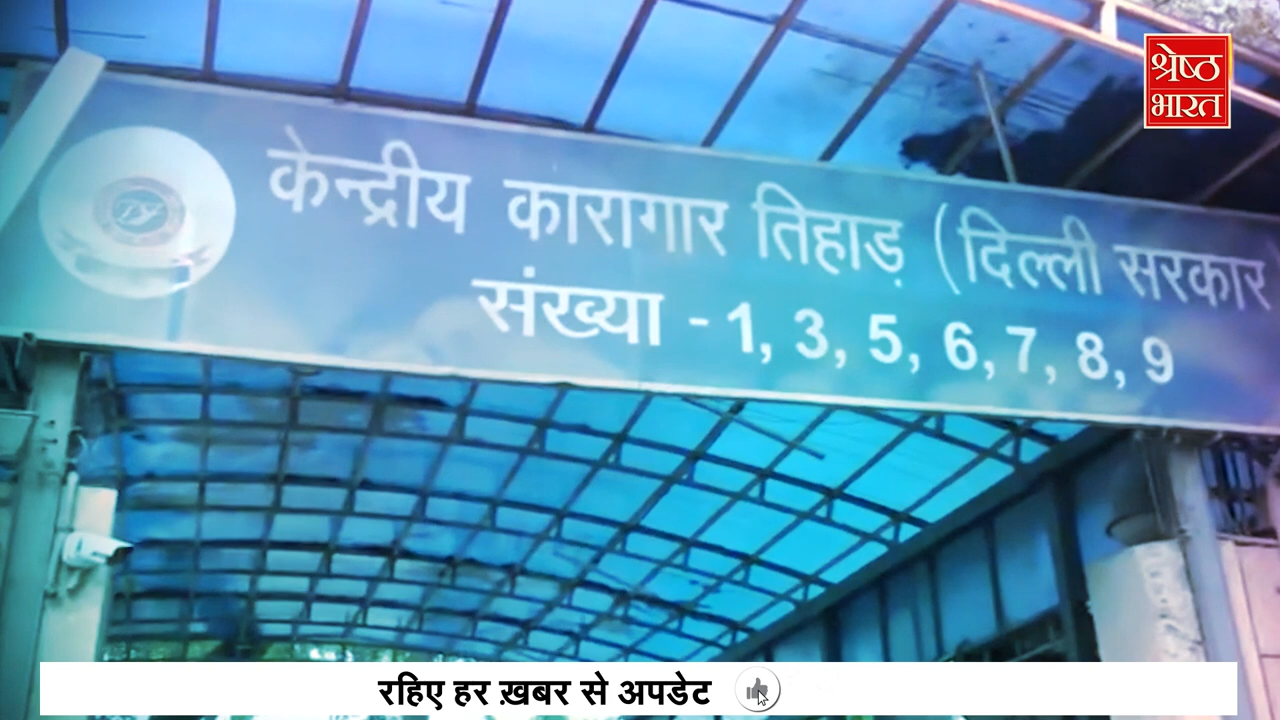 श्रेष्ठ
भारत
केन्द्रीय कारागार तिहाड़ (दिल्ली सरकार)
संख्या - 1, 3, 5, 6, 7, 8, 9
रहिए हर ख़बर से अपडेट